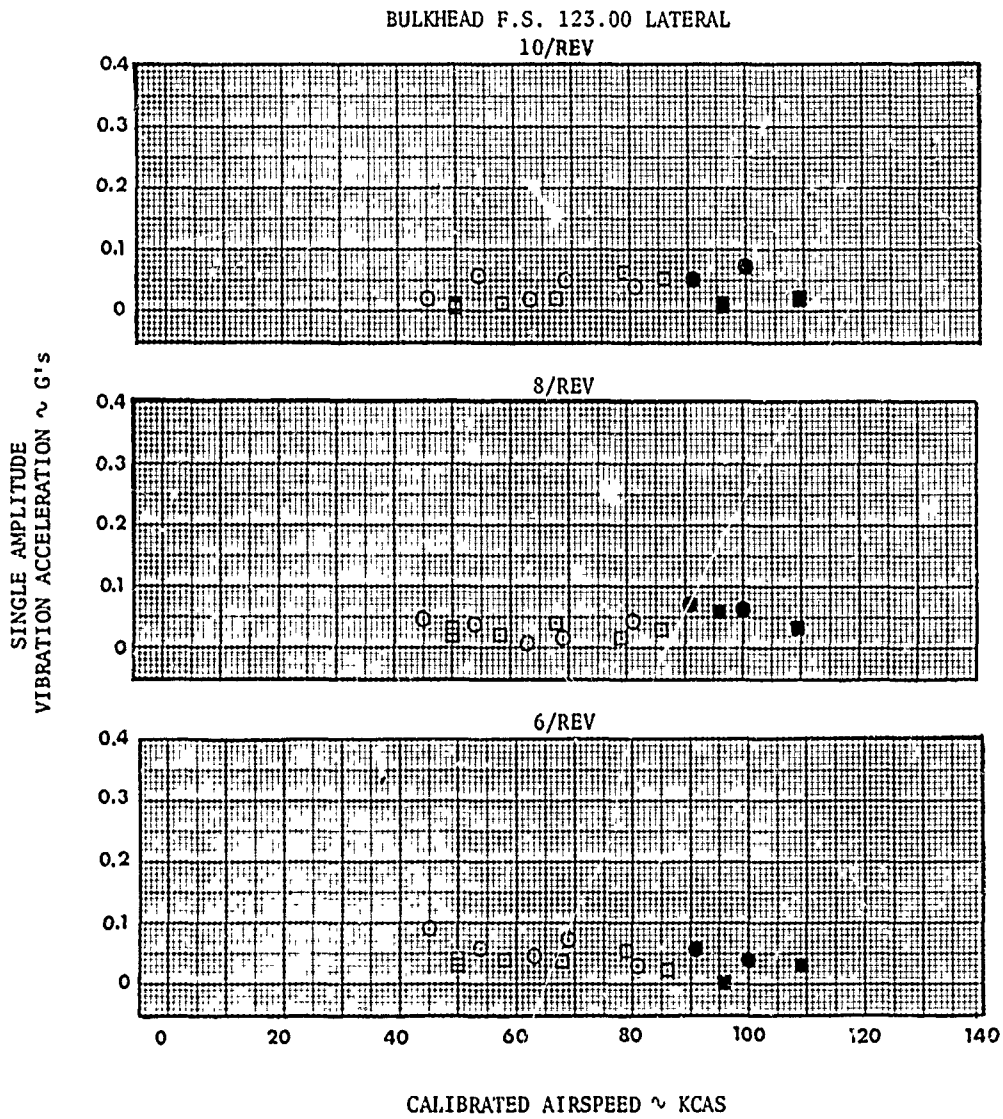 BULKHEAD F.S. 123.00 LATERAL
10/REV
0.4
0.3
0.2
0.1
0
8/REV
0.4
0.3
0.2
0.1
0
SINGLE AMPLITUDE
VIBRATION ACCELERATION ~ G's
6/REV
0.4
0.3
0.2
0.1
0
0 20 40 60 80 100 120 140
CALIBRATED AIRSPEED ~ KCAS